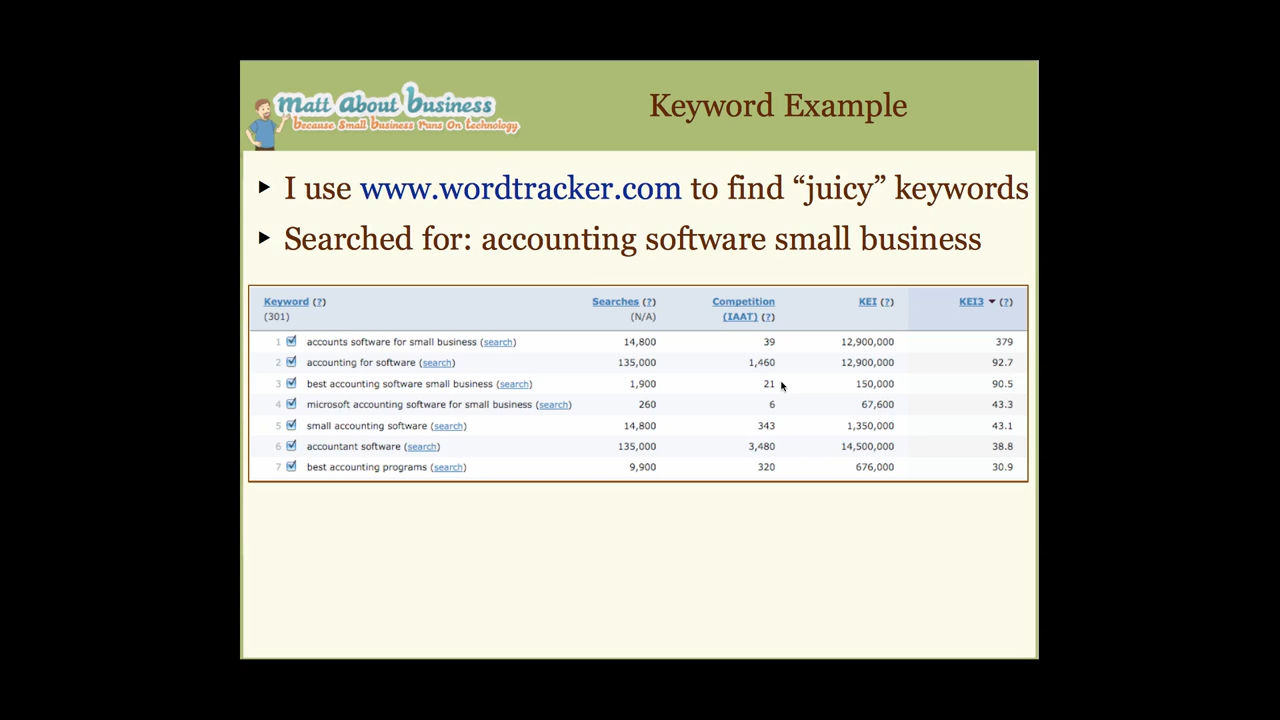 Matt About Business
Because Small Business Runs On Technology
Keyword Example
I use www.wordtracker.com to find “juicy” keywords
Searched for: accounting software small business
Keyword (?) Searches (?) Competition KEI (?) KEI3 (?)
(301) (N/A) (IAAT) (?)
1 accounts software for small business (search) 14,800 39 12,900,000 379
2 accounting for software (search) 135,000 1,460 12,900,000 92.7
3 best accounting software small business (search) 1,900 21 150,000 90.5
4 microsoft accounting software for small business (search) 260 6 67,600 43.3
5 small accounting software (search) 14,800 343 1,350,000 43.1
6 accountant software (search) 135,000 3,480 14,500,000 38.8
7 best accounting programs (search) 9,900 320 676,000 30.9